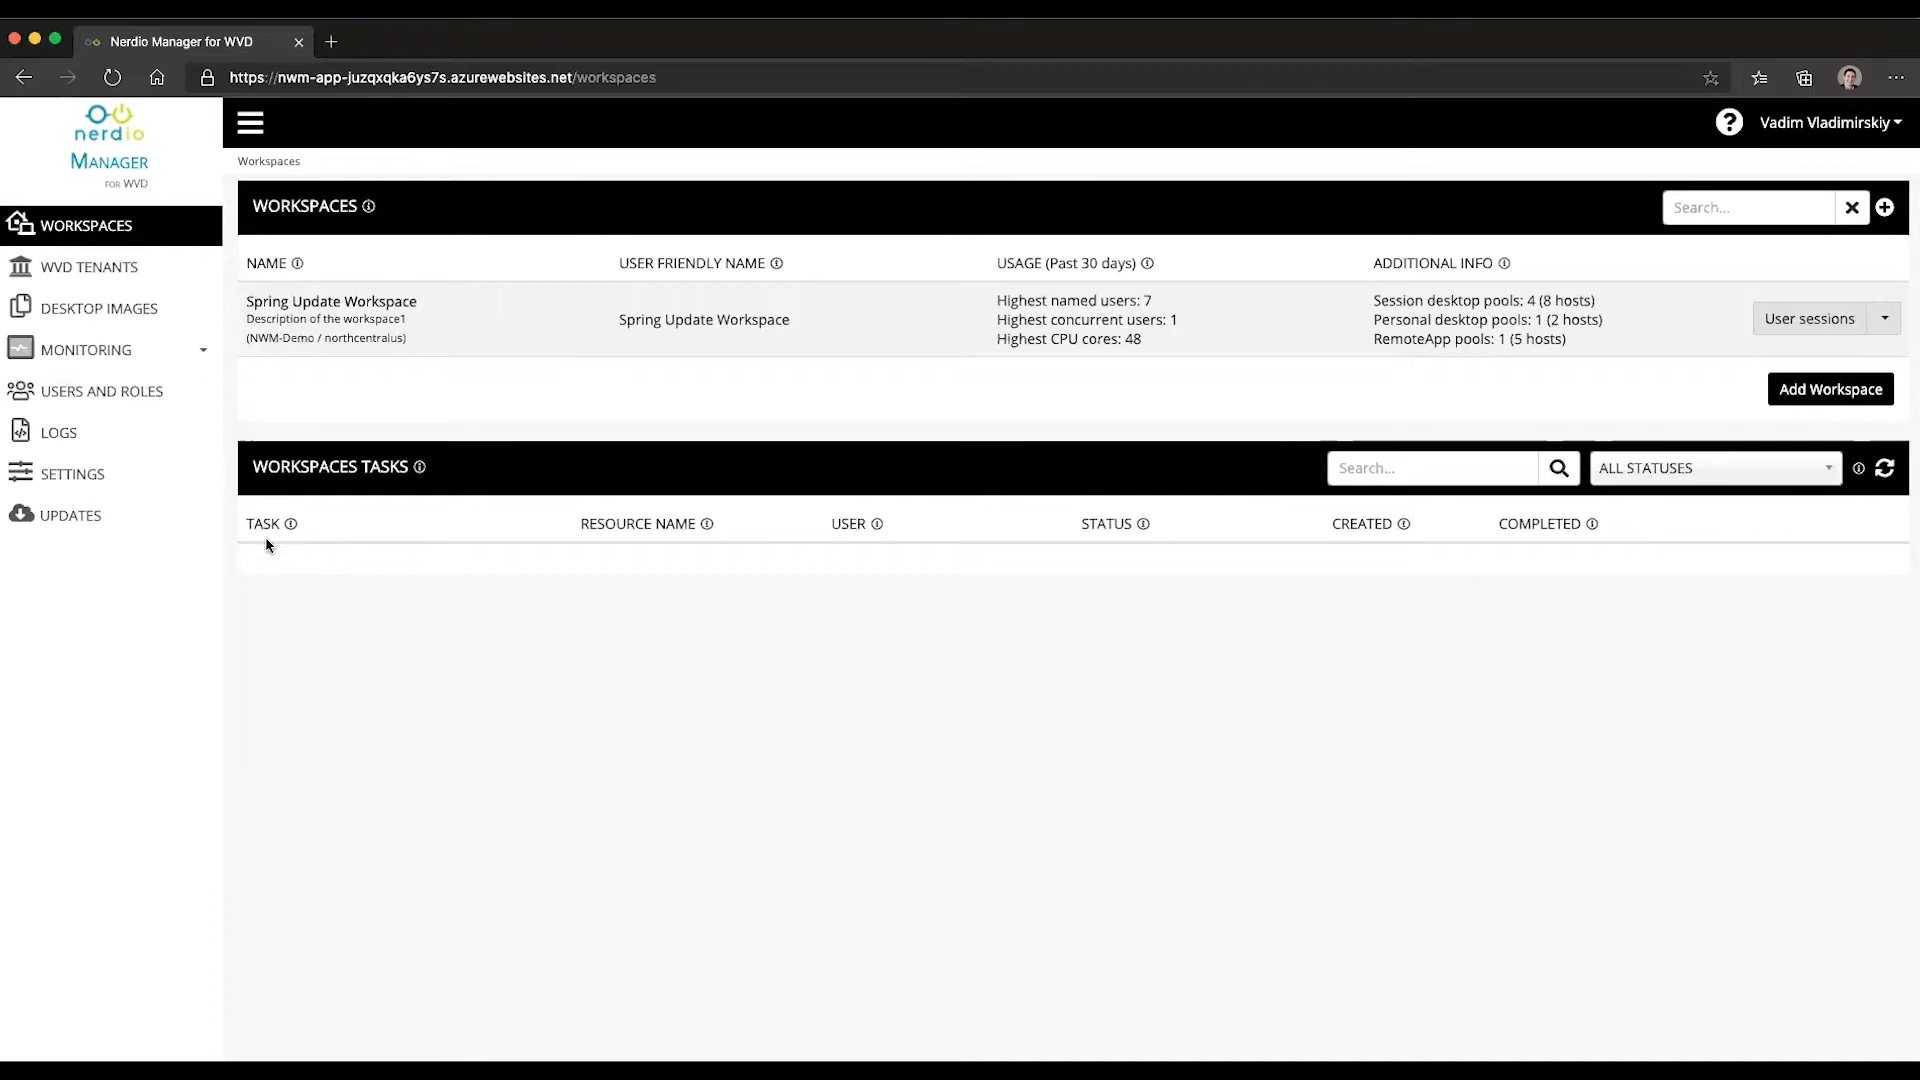 Nerdio Manager for WVD
https://nwm-app-juzqxqka6ys7s.azurewebsites.net/workspaces
nerdio
MANAGER
FOR WVD
Vadim Vladimirskiy
WORKSPACES
WVD TENANTS
DESKTOP IMAGES
MONITORING
USERS AND ROLES
LOGS
SETTINGS
UPDATES
Workspaces
WORKSPACES
Search...
NAME
USER FRIENDLY NAME
USAGE (Past 30 days)
ADDITIONAL INFO
Spring Update Workspace
Description of the workspace1
(NWM-Demo / northcentralus)
Spring Update Workspace
Highest named users: 7
Highest concurrent users: 1
Highest CPU cores: 48
Session desktop pools: 4 (8 hosts)
Personal desktop pools: 1 (2 hosts)
RemoteApp pools: 1 (5 hosts)
User sessions
Add Workspace
WORKSPACES TASKS
Search...
ALL STATUSES
TASK
RESOURCE NAME
USER
STATUS
CREATED
COMPLETED